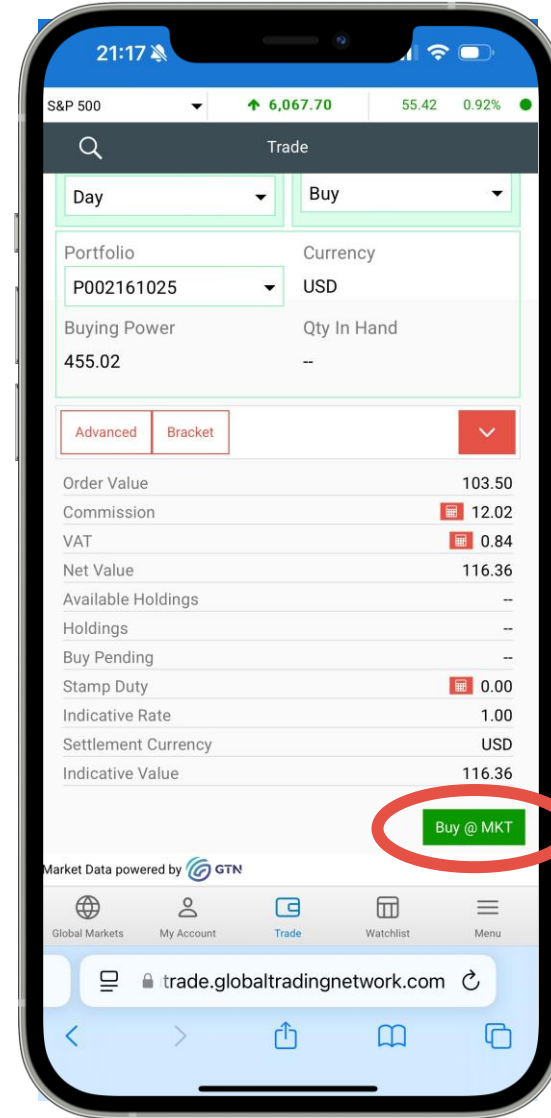 21:17
S&P 500 6,067.70 55.42 0.92%
Trade
Day Buy
Portfolio Currency
P002161025 USD
Buying Power Qty In Hand
455.02 --
Advanced Bracket
Order Value 103.50
Commission 12.02
VAT 0.84
Net Value 116.36
Available Holdings --
Holdings --
Buy Pending --
Stamp Duty 0.00
Indicative Rate 1.00
Settlement Currency USD
Indicative Value 116.36
Buy @ MKT
Market Data powered by GTN
Global Markets My Account Trade Watchlist Menu
trade.globaltradingnetwork.com